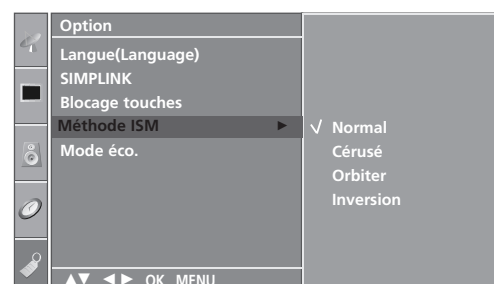 Option
Langue(Language)
SIMPLINK
Blocage touches
Méthode ISM ►
Mode éco.
√ Normal
Cérusé
Orbiter
Inversion
▲▼ ◄ ► OK MENU